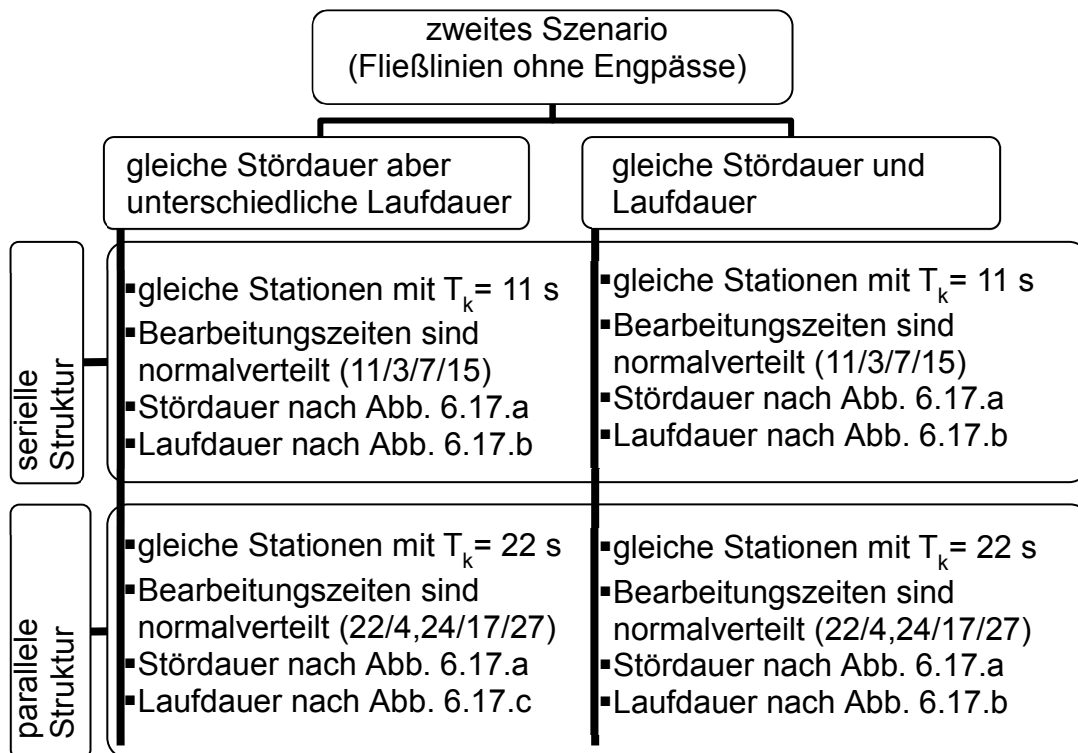 zweites Szenario
(Fließlinien ohne Engpässe)
gleiche Stördauer aber
unterschiedliche Laufdauer
gleiche Stördauer und
Laufdauer
serielle
Struktur
▪gleiche Stationen mit Tk= 11 s
▪Bearbeitungszeiten sind
normalverteilt (11/3/7/15)
▪Stördauer nach Abb. 6.17.a
▪Laufdauer nach Abb. 6.17.b
▪gleiche Stationen mit Tk= 11 s
▪Bearbeitungszeiten sind
normalverteilt (11/3/7/15)
▪Stördauer nach Abb. 6.17.a
▪Laufdauer nach Abb. 6.17.b
parallele
Struktur
▪gleiche Stationen mit Tk= 22 s
▪Bearbeitungszeiten sind
normalverteilt (22/4,24/17/27)
▪Stördauer nach Abb. 6.17.a
▪Laufdauer nach Abb. 6.17.c
▪gleiche Stationen mit Tk= 22 s
▪Bearbeitungszeiten sind
normalverteilt (22/4,24/17/27)
▪Stördauer nach Abb. 6.17.a
▪Laufdauer nach Abb. 6.17.b